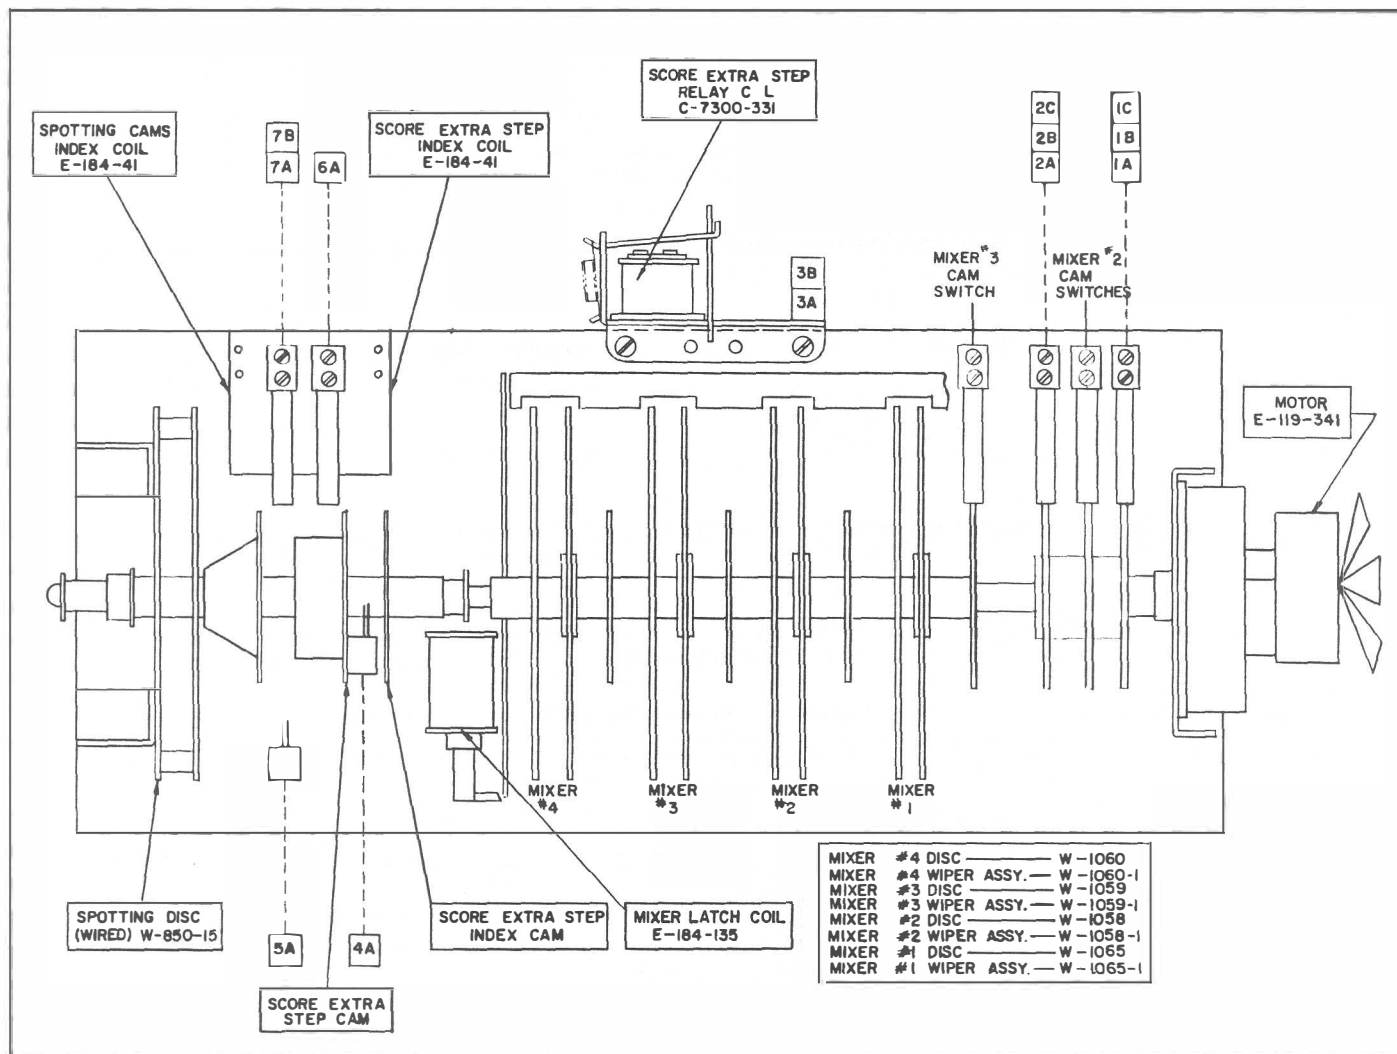 SCORE EXTRA STEP
RELAY C L
C-7300-331
SPOTTING CAMS
INDEX COIL
E-184-41
7B
7A
6A
SCORE EXTRA STEP
INDEX COIL
E-184-41
2C
2B
2A
1C
1B
1A
3B
3A
MIXER #3
CAM
SWITCH
MIXER #2
CAM
SWITCHES
MOTOR
E-119-341
MIXER
#4
MIXER
#3
MIXER
#2
MIXER
#1
SPOTTING DISC
(WIRED) W-850-15
5A
4A
SCORE EXTRA STEP
INDEX CAM
MIXER LATCH COIL
E-184-135
SCORE EXTRA
STEP CAM
MIXER #4 DISC — W-1060
MIXER #4 WIPER ASSY. — W-1060-1
MIXER #3 DISC — W-1059
MIXER #3 WIPER ASSY. — W-1059-1
MIXER #2 DISC — W-1058
MIXER #2 WIPER ASSY. — W-1058-1
MIXER #1 DISC — W-1065
MIXER #1 WIPER ASSY. — W-1065-1